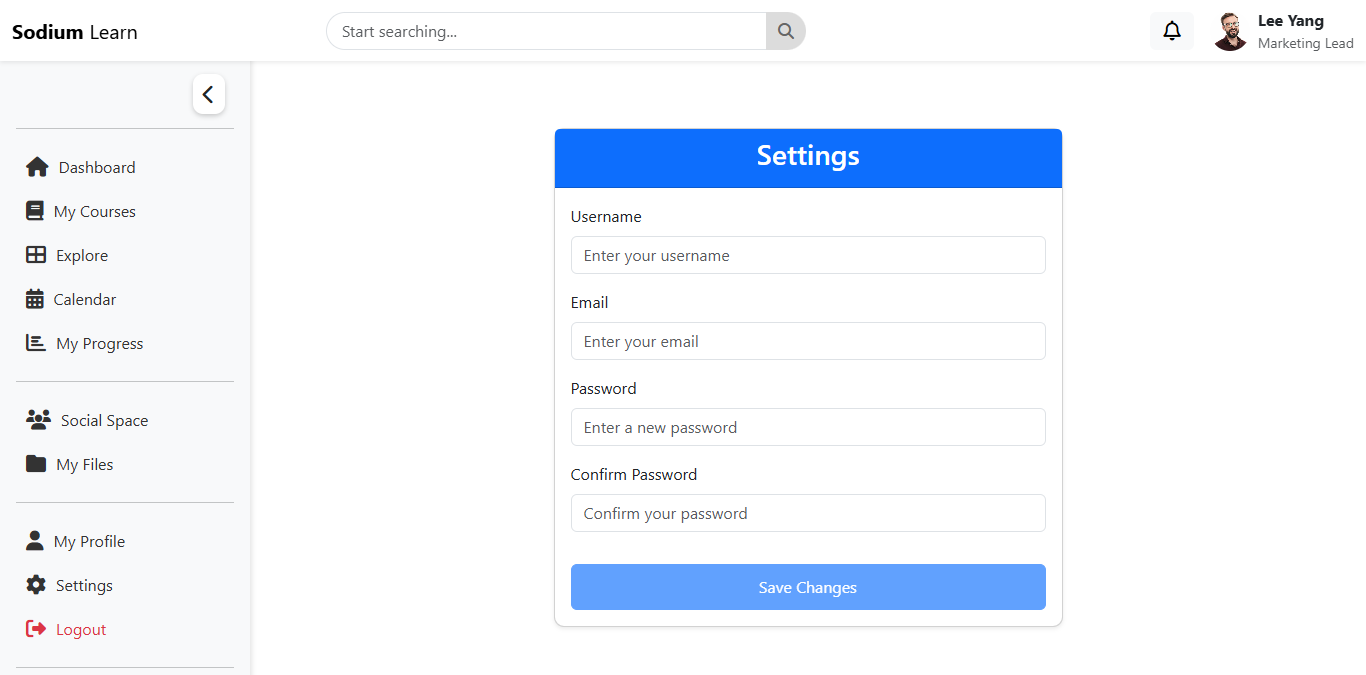 Sodium Learn
Start searching...
Lee Yang
Marketing Lead
Dashboard
My Courses
Explore
Calendar
My Progress
Social Space
My Files
My Profile
Settings
Logout
Settings
Username
Enter your username
Email
Enter your email
Password
Enter a new password
Confirm Password
Confirm your password
Save Changes